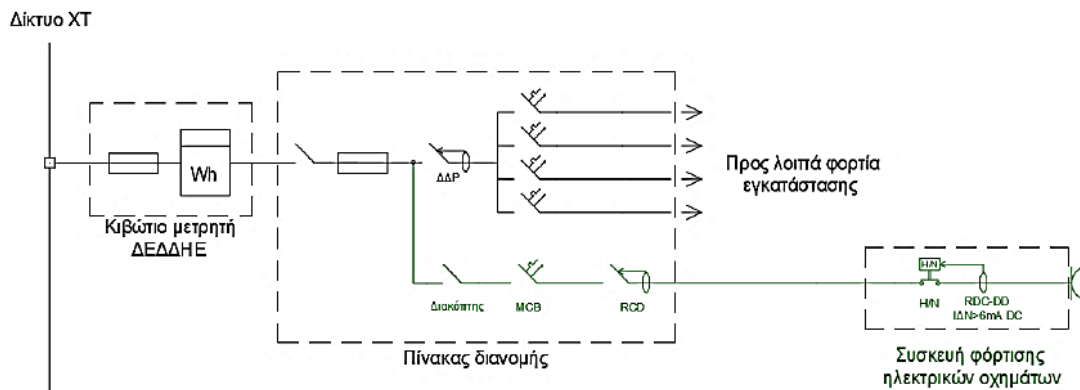 Δίκτυο ΧΤ
Wh
Κιβώτιο μετρητή
ΔΕΔΔΗΕ
ΔΔΡ
Προς λοιπά φορτία
εγκατάστασης
Διακόπτης
MCB
RCD
Πίνακας διανομής
H/N
H/N
RDC-DD
IΔN>6mA DC
Συσκευή φόρτισης
ηλεκτρικών οχημάτων